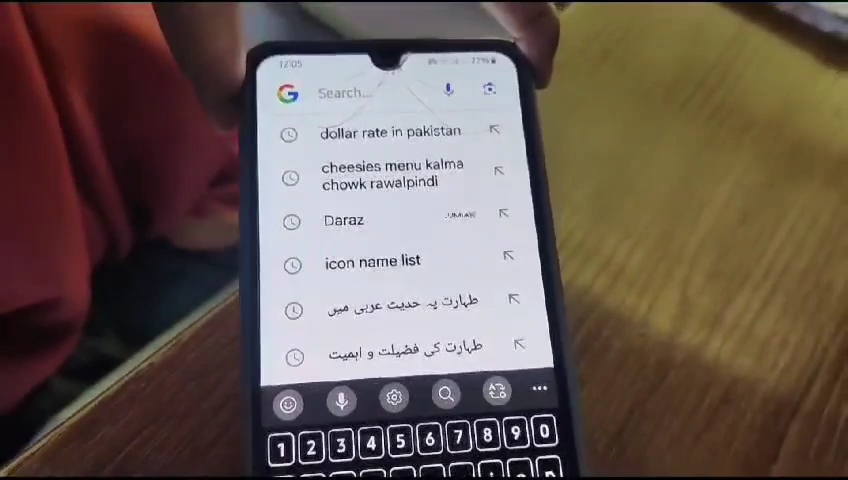 12:05
77%
Search...
dollar rate in pakistan
cheesies menu kalma
chowk rawalpindi
Daraz
icon name list
طہارت پہ حدیث عربی میں
طہارت کی فضیلت و اہمیت
1 2 3 4 5 6 7 8 9 0